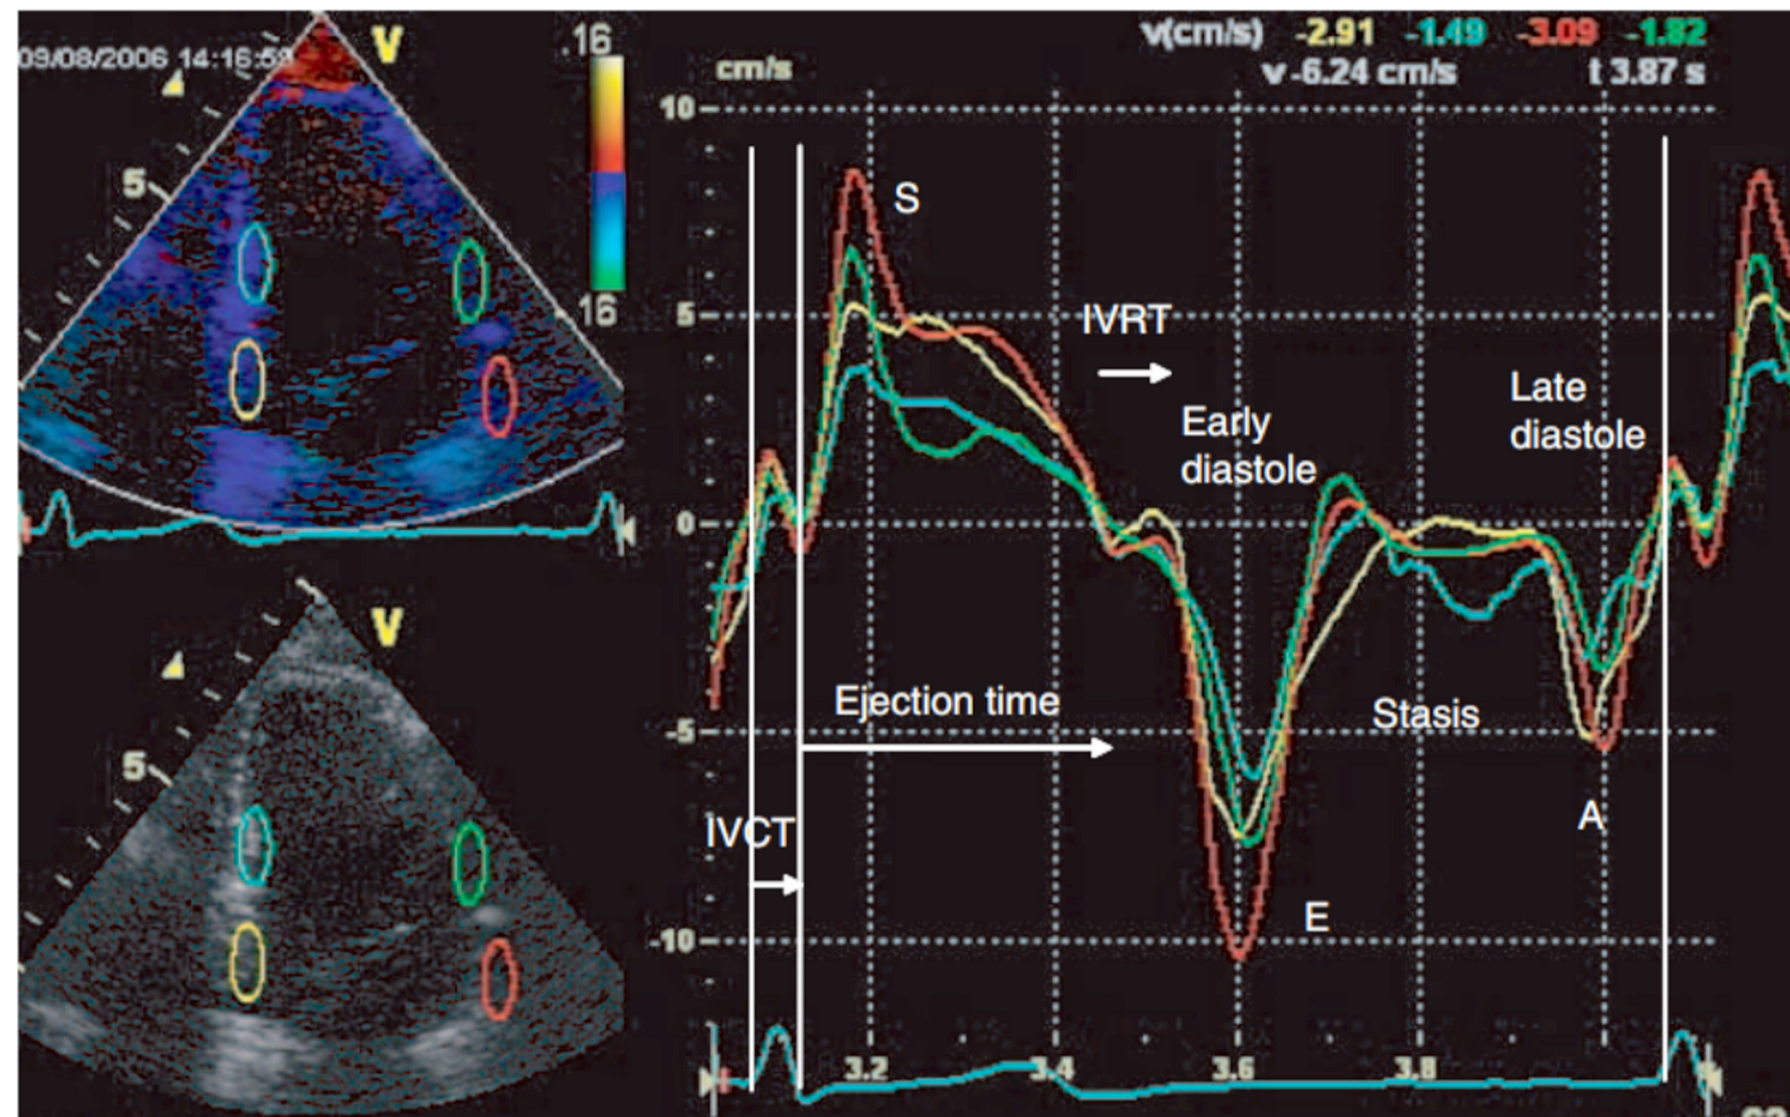 09/08/2006 14:16:59
V
.16
5
16
V
5
v(cm/s) -2.91 -1.49 -3.09 -1.82
v -6.24 cm/s t 3.87 s
cm/s
10
S
5
IVRT
Early
diastole
Late
diastole
0
Ejection time
Stasis
-5
IVCT
A
E
-10
3.2 3.4 3.6 3.8